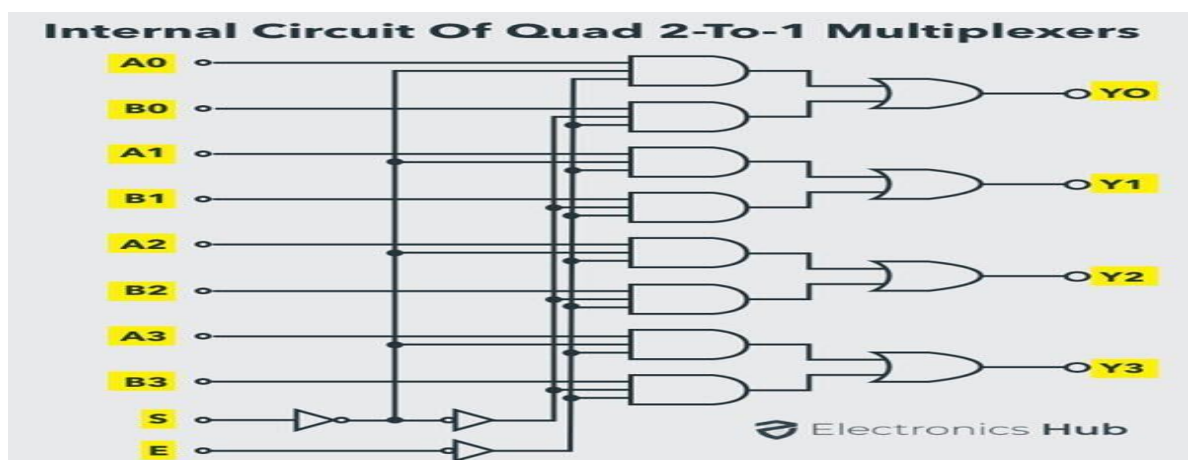 Internal Circuit Of Quad 2-To-1 Multiplexers
A0
B0
YO
A1
B1
Y1
A2
B2
Y2
A3
B3
Y3
S
E
Electronics Hub